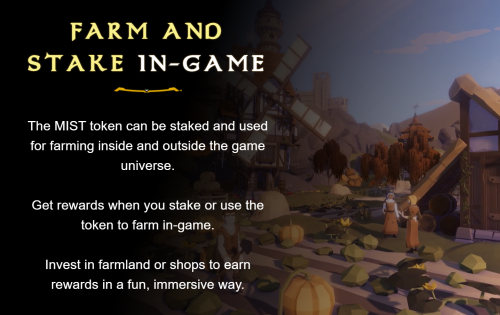 FARM AND
STAKE IN-GAME
The MIST token can be staked and used
for farming inside and outside the game
universe.
Get rewards when you stake or use the
token to farm in-game.
Invest in farmland or shops to earn
rewards in a fun, immersive way.